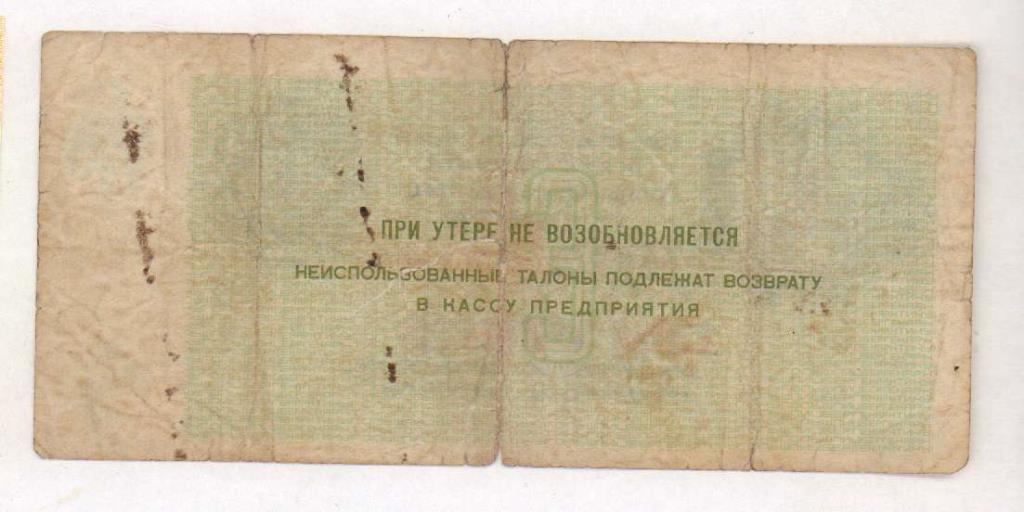 ПРИ УТЕРЕ НЕ ВОЗОБНОВЛЯЕТСЯ
НЕИСПОЛЬЗОВАННЫЕ ТАЛОНЫ ПОДЛЕЖАТ ВОЗВРАТУ
В КАССУ ПРЕДПРИЯТИЯ